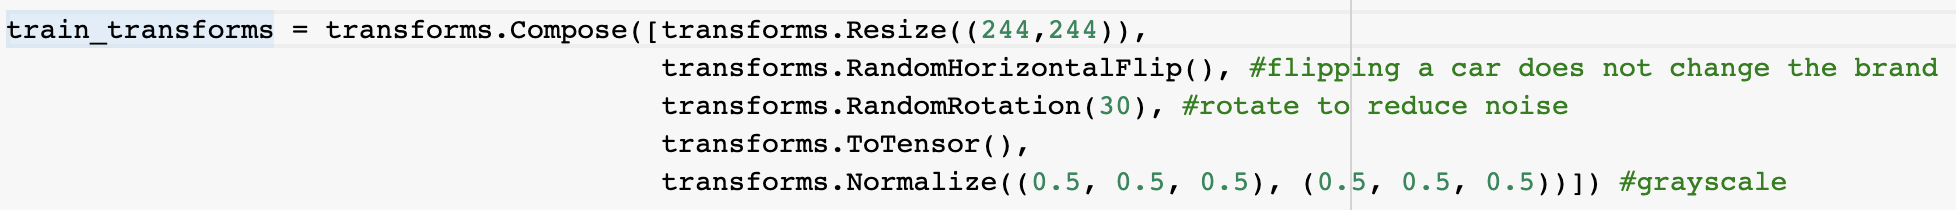 train_transforms = transforms.Compose([transforms.Resize((244,244)),
transforms.RandomHorizontalFlip(), #flipping a car does not change the brand
transforms.RandomRotation(30), #rotate to reduce noise
transforms.ToTensor(),
transforms.Normalize((0.5, 0.5, 0.5), (0.5, 0.5, 0.5))]) #grayscale